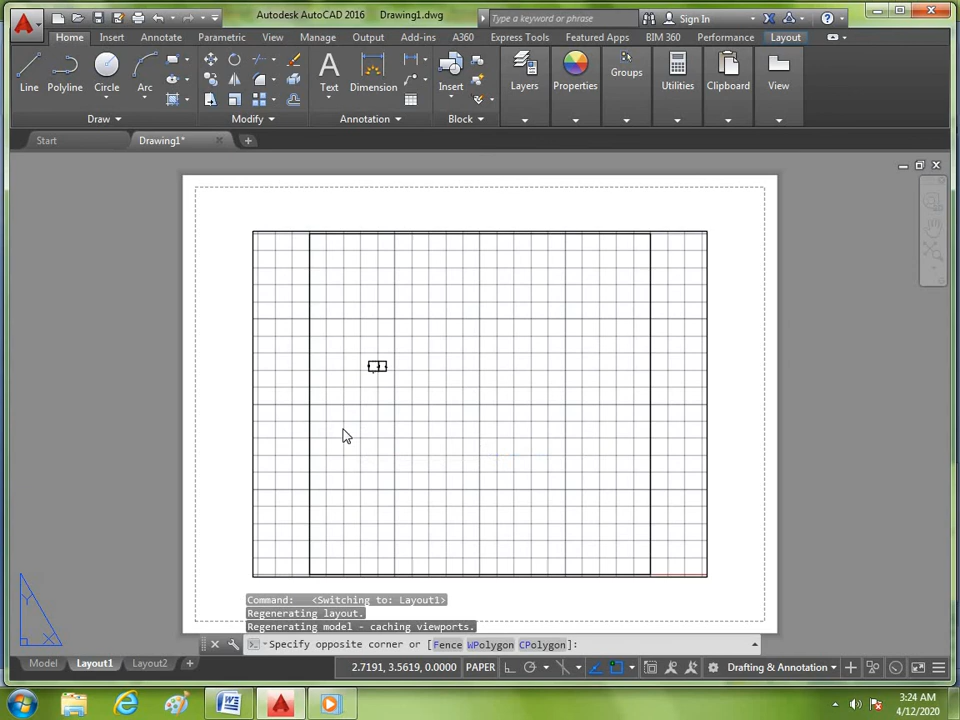 Autodesk AutoCAD 2016 Drawing1.dwg
Type a keyword or phrase
Sign In
Home Insert Annotate Parametric View Manage Output Add-ins A360 Express Tools Featured Apps BIM 360 Performance Layout
Line Polyline Circle Arc Text Dimension Insert Layers Properties Groups Utilities Clipboard View
Draw Modify Annotation Block
Start Drawing1*
Command: <Switching to: Layout1>
Regenerating layout.
Regenerating model - caching viewports.
Specify opposite corner or [Fence WPolygon CPolygon]:
Model Layout1 Layout2
2.7191, 3.5619, 0.0000 PAPER Drafting & Annotation
3:24 AM
4/12/2020